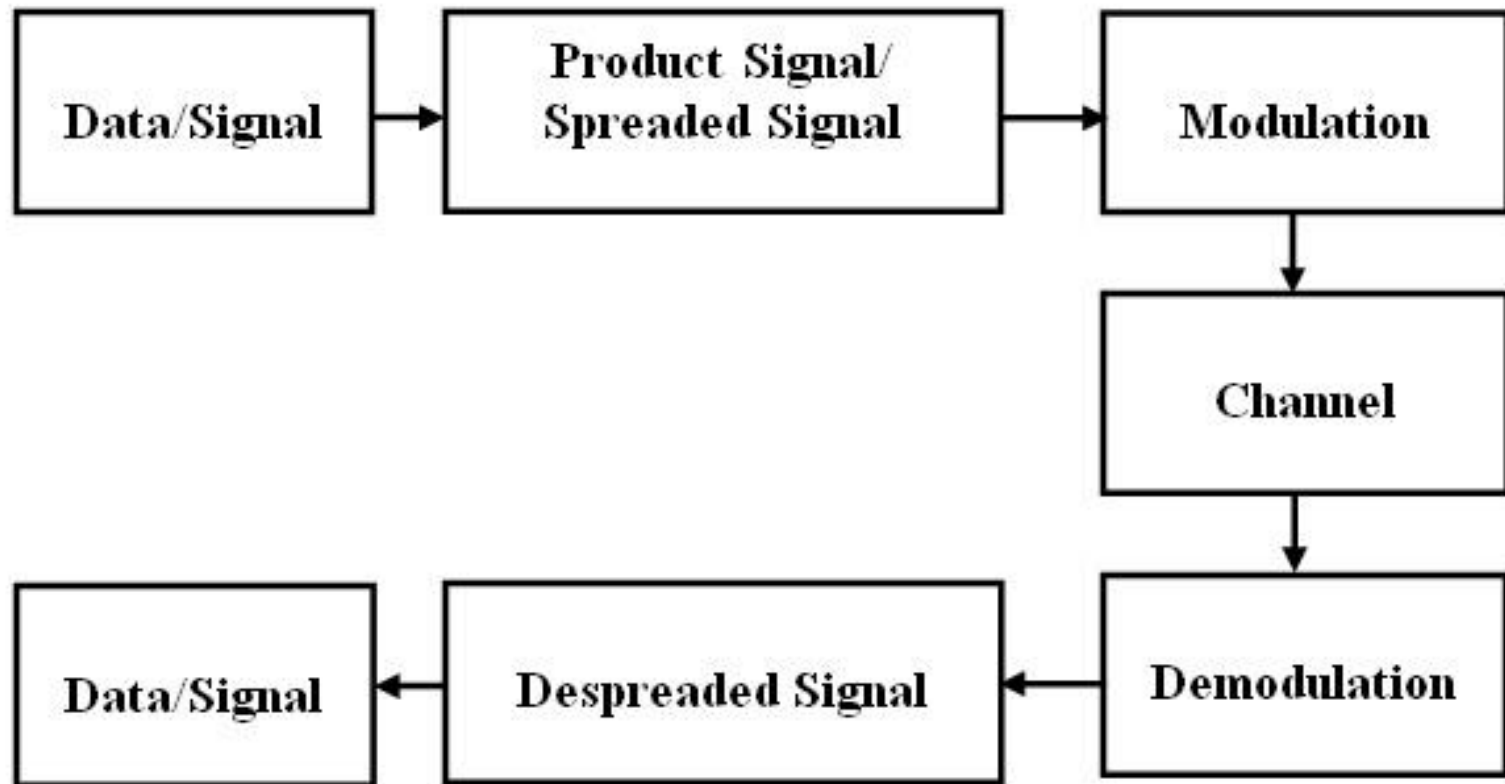 Data/Signal
Product Signal/
Spreaded Signal
Modulation
Channel
Demodulation
Despreaded Signal
Data/Signal